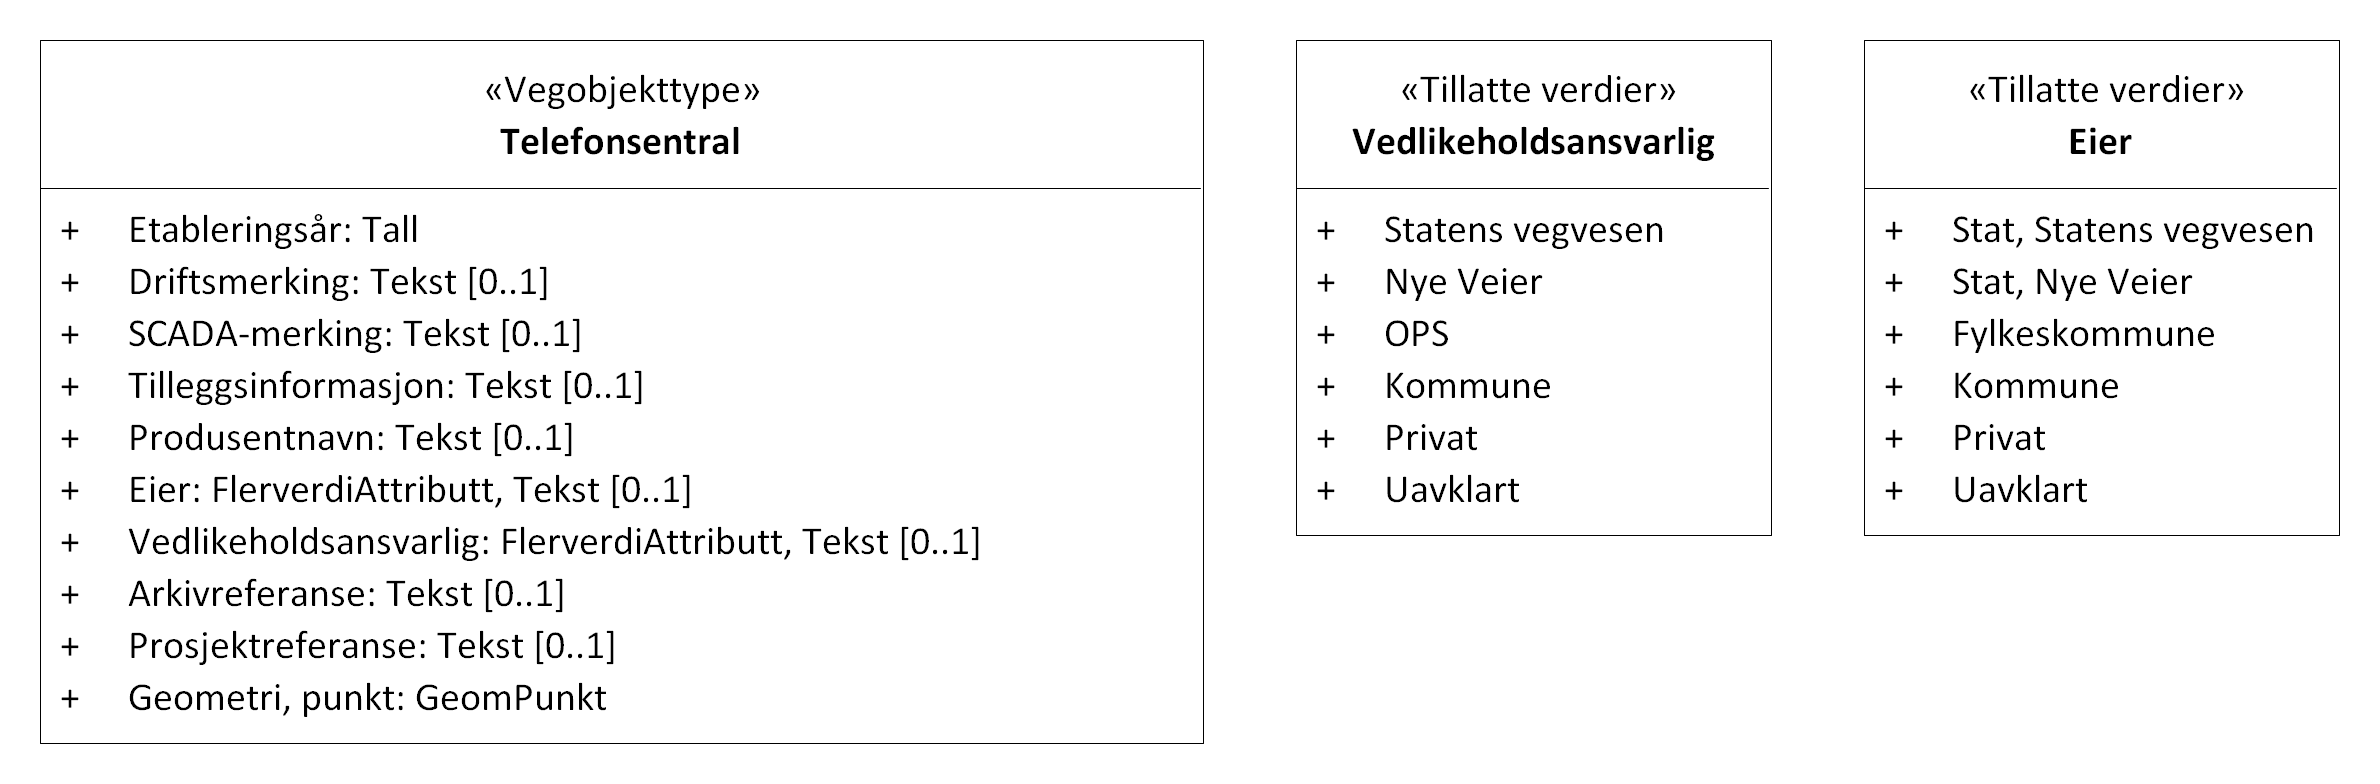 «Vegobjekttype»
Telefonsentral
+ Etableringsår: Tall
+ Driftsmerking: Tekst [0..1]
+ SCADA-merking: Tekst [0..1]
+ Tilleggsinformasjon: Tekst [0..1]
+ Produsentnavn: Tekst [0..1]
+ Eier: FlerverdiAttributt, Tekst [0..1]
+ Vedlikeholdsansvarlig: FlerverdiAttributt, Tekst [0..1]
+ Arkivreferanse: Tekst [0..1]
+ Prosjektreferanse: Tekst [0..1]
+ Geometri, punkt: GeomPunkt
«Tillatte verdier»
Vedlikeholdsansvarlig
+ Statens vegvesen
+ Nye Veier
+ OPS
+ Kommune
+ Privat
+ Uavklart
«Tillatte verdier»
Eier
+ Stat, Statens vegvesen
+ Stat, Nye Veier
+ Fylkeskommune
+ Kommune
+ Privat
+ Uavklart